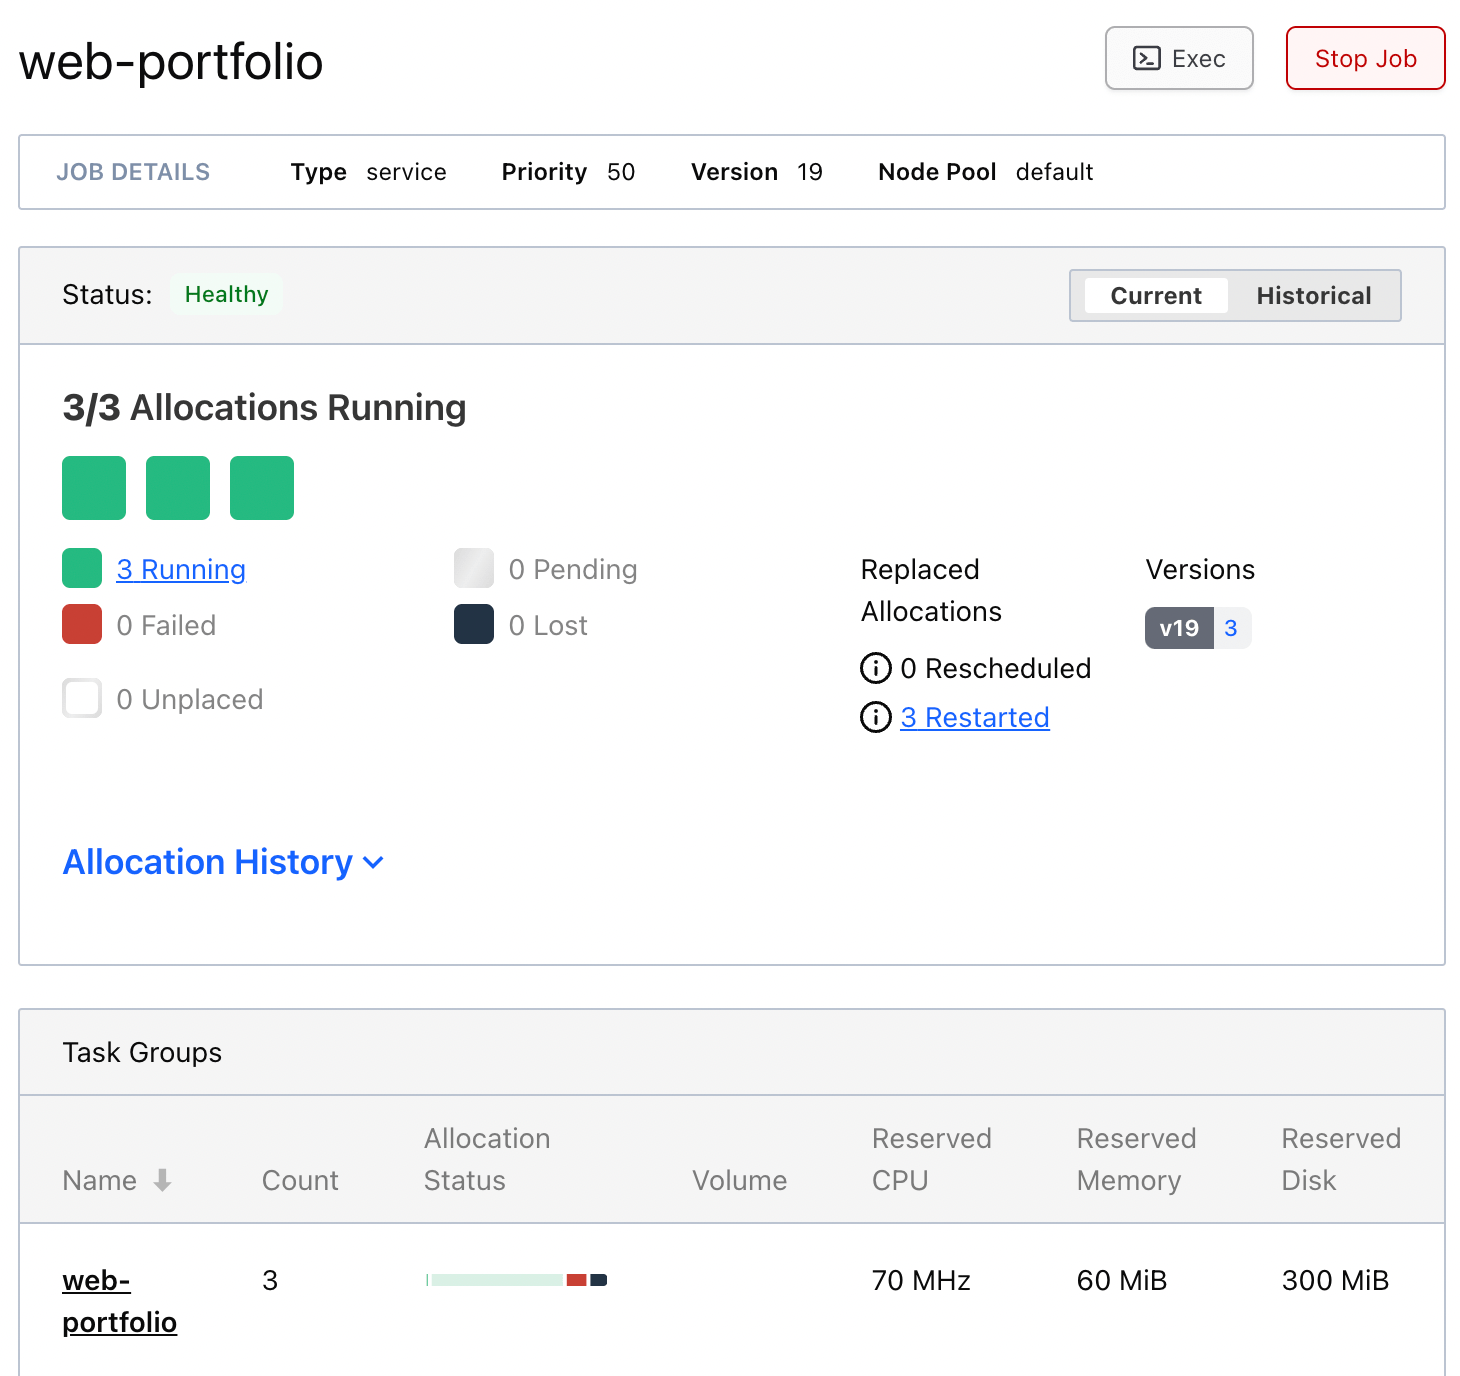 web-portfolio
Exec
Stop Job
JOB DETAILS Type service Priority 50 Version 19 Node Pool default
Status: Healthy
Current Historical
3/3 Allocations Running
3 Running
0 Pending
0 Failed
0 Lost
0 Unplaced
Replaced
Allocations
0 Rescheduled
3 Restarted
Versions
v19 3
Allocation History
Task Groups
Name
Count
Allocation
Status
Volume
Reserved
CPU
Reserved
Memory
Reserved
Disk
web-
portfolio
3
70 MHz
60 MiB
300 MiB